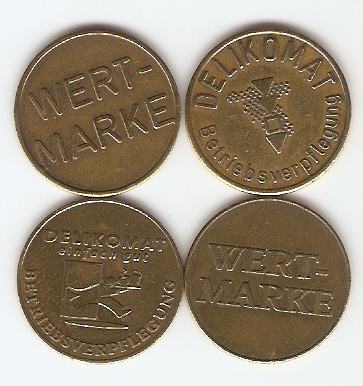 WERT-
MARKE
DELIKOMAT
Betriebsverpflegung
DELIKOMAT
einfach gut
BETRIEBSVERPFLEGUNG
WERT-
MARKE